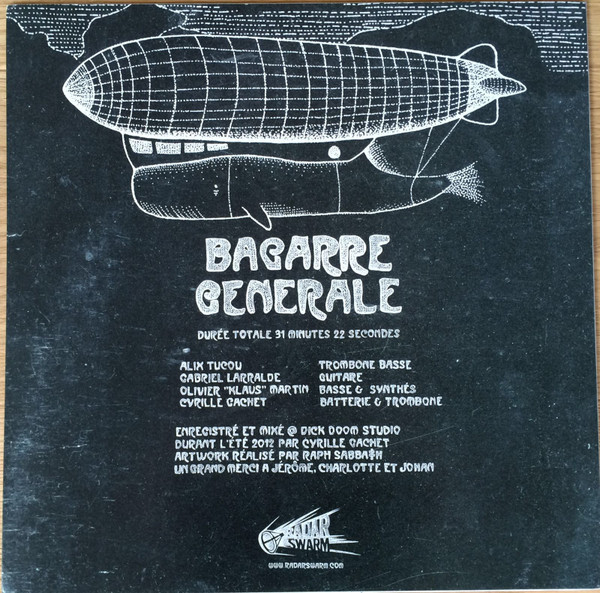 BAGARRE
GENERALE
DURÉE TOTALE 31 MINUTES 22 SECONDES
ALIX TUCOU TROMBONE BASSE
GABRIEL LARRALDE GUITARE
OLIVIER "KLAUS" MARTIN BASSE & SYNTHÉS
CYRILLE GACHET BATTERIE & TROMBONE
ENREGISTRÉ ET MIXÉ @ DICK DOOM STUDIO
DURANT L'ÉTÉ 2012 PAR CYRILLE GACHET
ARTWORK RÉALISÉ PAR RAPH SABBA$H
UN GRAND MERCI A JÉRÔME, CHARLOTTE ET JOHAN
RADAR
SWARM
WWW.RADARSWARM.COM